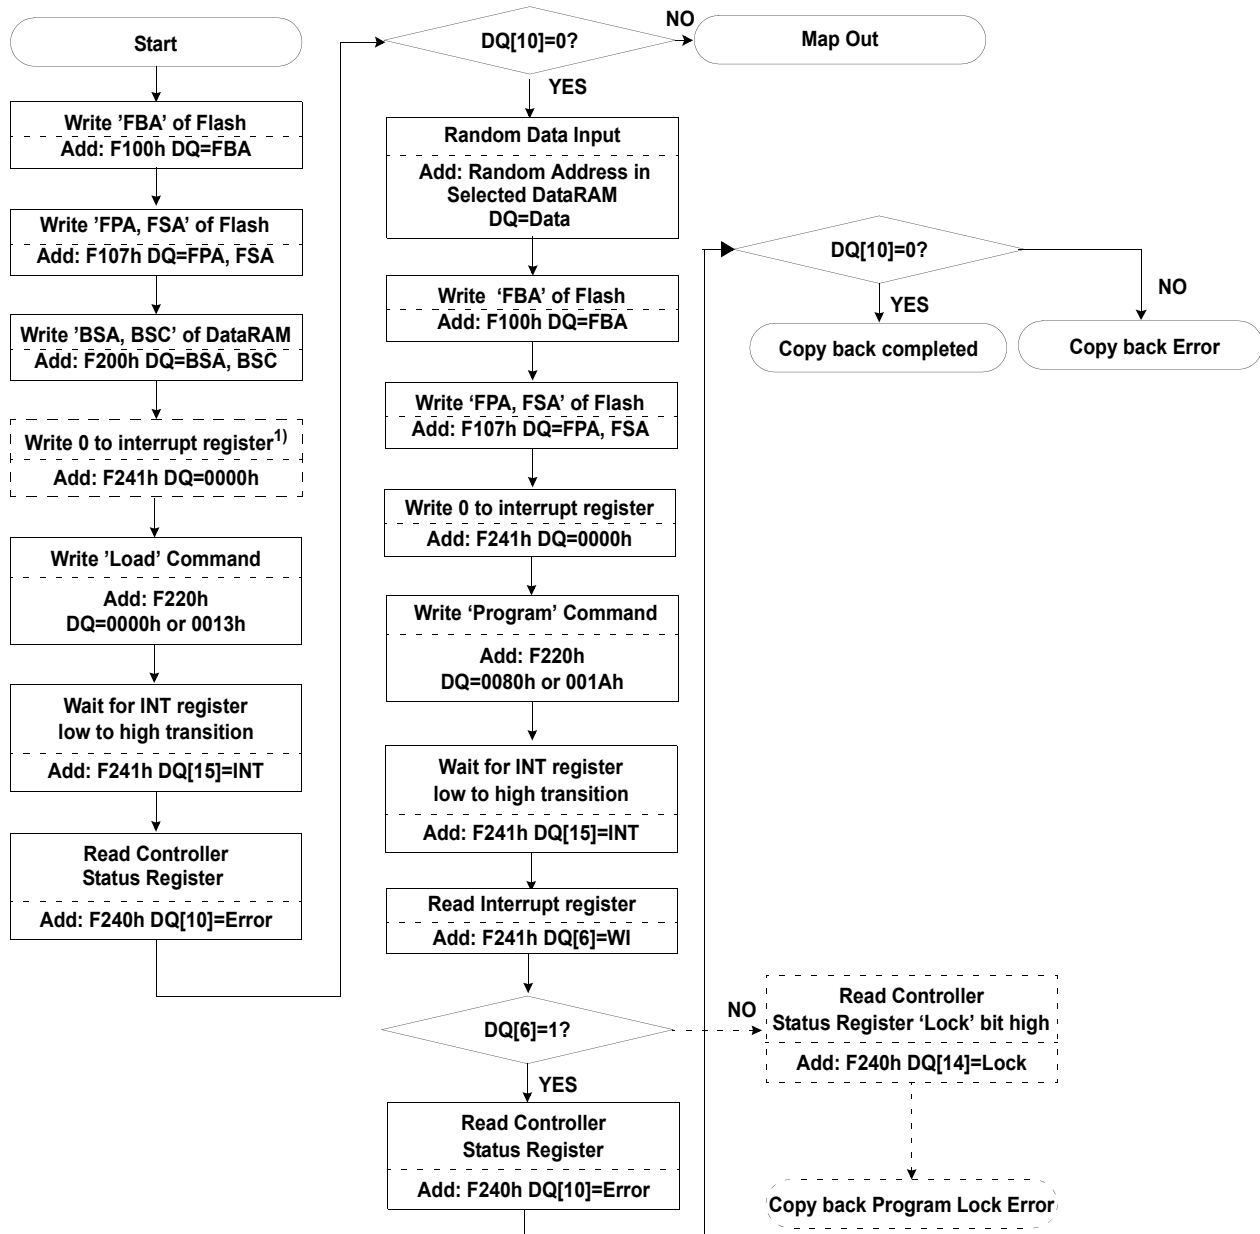 Start
Write 'FBA' of Flash
Add: F100h DQ=FBA
Write 'FPA, FSA' of Flash
Add: F107h DQ=FPA, FSA
Write 'BSA, BSC' of DataRAM
Add: F200h DQ=BSA, BSC
Write 0 to interrupt register1)
Add: F241h DQ=0000h
Write 'Load' Command
Add: F220h
DQ=0000h or 0013h
Wait for INT register
low to high transition
Add: F241h DQ[15]=INT
Read Controller
Status Register
Add: F240h DQ[10]=Error
DQ[10]=0?
NO
Map Out
YES
Random Data Input
Add: Random Address in
Selected DataRAM
DQ=Data
Write 'FBA' of Flash
Add: F100h DQ=FBA
Write 'FPA, FSA' of Flash
Add: F107h DQ=FPA, FSA
Write 0 to interrupt register
Add: F241h DQ=0000h
Write 'Program' Command
Add: F220h
DQ=0080h or 001Ah
Wait for INT register
low to high transition
Add: F241h DQ[15]=INT
Read Interrupt register
Add: F241h DQ[6]=WI
DQ[6]=1?
NO
YES
Read Controller
Status Register
Add: F240h DQ[10]=Error
DQ[10]=0?
YES
NO
Copy back completed
Copy back Error
Read Controller
Status Register 'Lock' bit high
Add: F240h DQ[14]=Lock
Copy back Program Lock Error